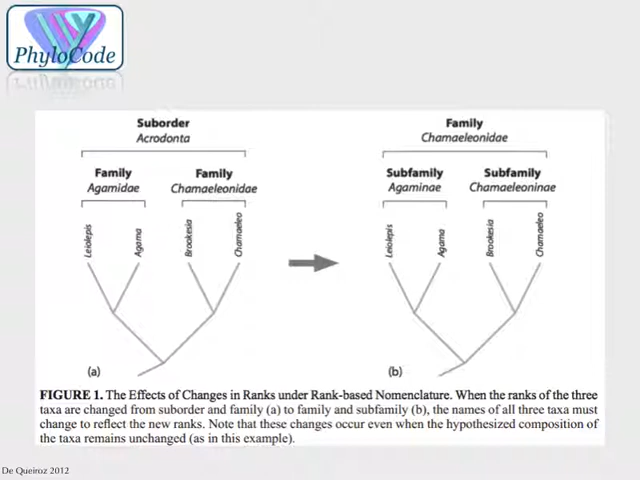 PhyloCode
Suborder
Acrodonta
Family
Agamidae
Family
Chamaeleonidae
Leiolepis
Agama
Brookesia
Chamaeleo
(a)
Family
Chamaeleonidae
Subfamily
Agaminae
Subfamily
Chamaeleoninae
Leiolepis
Agama
Brookesia
Chamaeleo
(b)
FIGURE 1. The Effects of Changes in Ranks under Rank-based Nomenclature. When the ranks of the three
taxa are changed from suborder and family (a) to family and subfamily (b), the names of all three taxa must
change to reflect the new ranks. Note that these changes occur even when the hypothesized composition of
the taxa remains unchanged (as in this example).
De Queiroz 2012